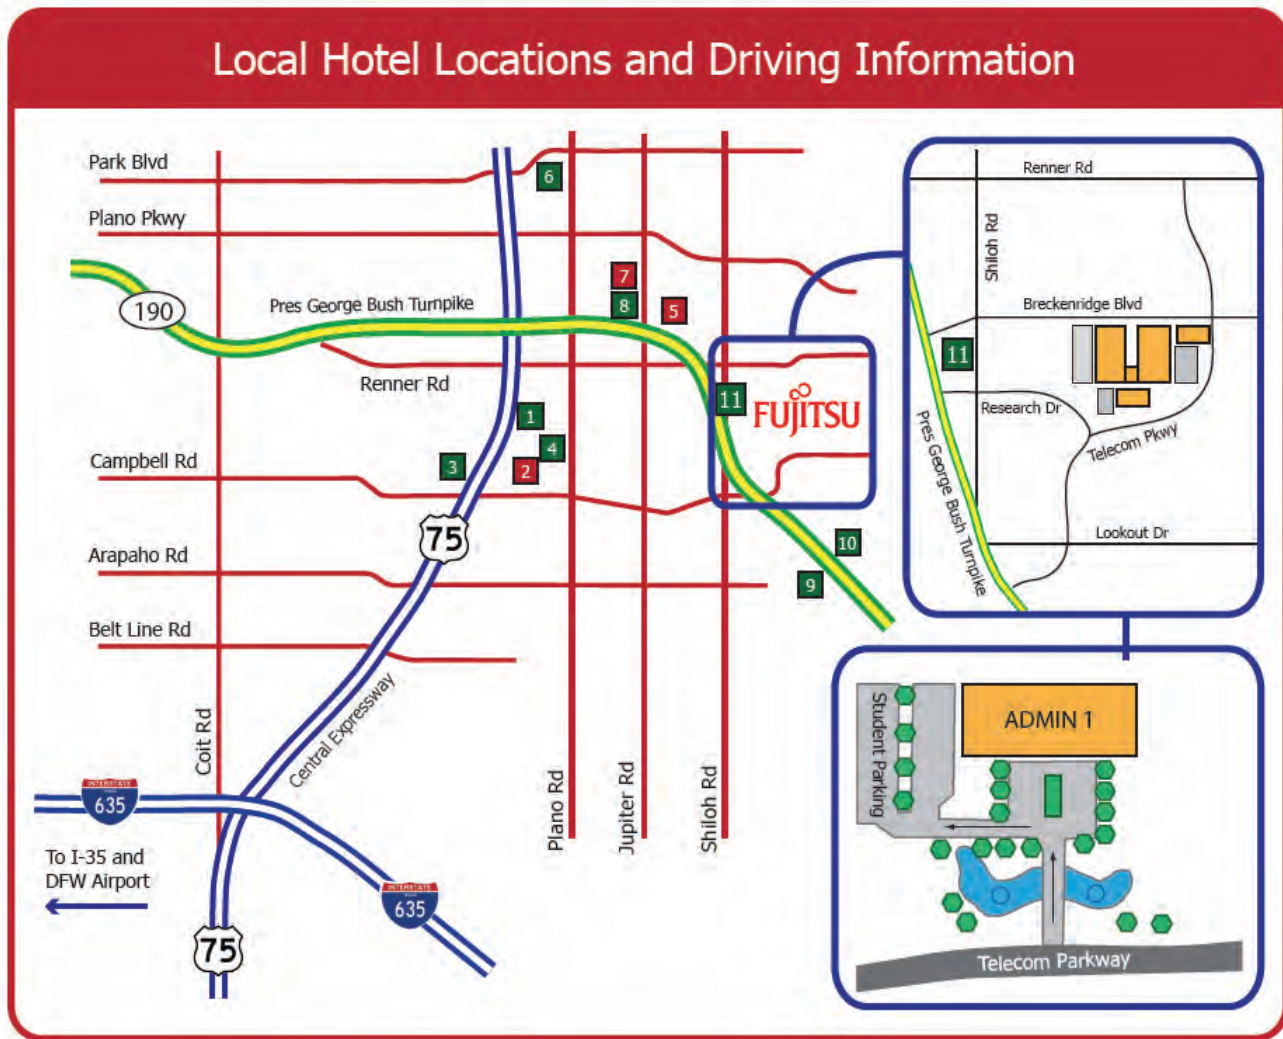 Local Hotel Locations and Driving Information
Park Blvd
6
Plano Pkwy
7
8
5
190
Pres George Bush Turnpike
Renner Rd
11
FUJITSU
1
4
3
2
Campbell Rd
75
10
9
Arapaho Rd
Belt Line Rd
Coit Rd
Central Expressway
Plano Rd
Jupiter Rd
Shiloh Rd
INTERSTATE
635
To I-35 and
DFW Airport
INTERSTATE
635
75
Renner Rd
Shiloh Rd
Breckenridge Blvd
11
Research Dr
Telecom Pkwy
Pres George Bush Turnpike
Lookout Dr
Student Parking
ADMIN 1
Telecom Parkway